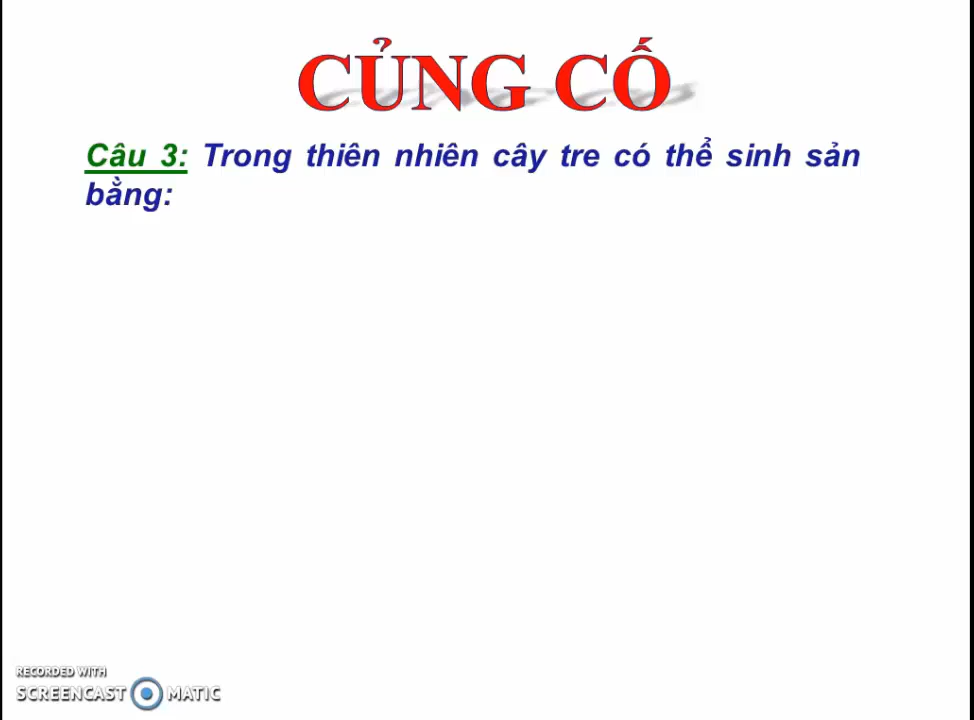 CỦNG CỐ
Câu 3: Trong thiên nhiên cây tre có thể sinh sản
bằng:
RECORDED WITH
SCREENCAST MATIC